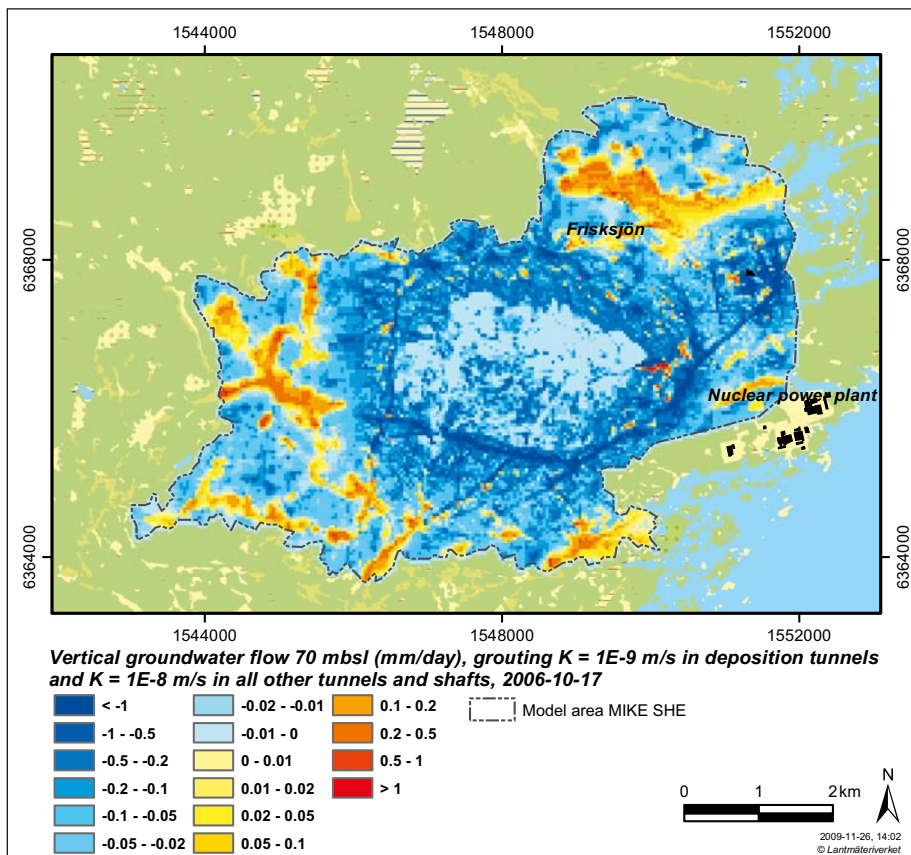 1544000 1548000 1552000
Frisksjön
6368000 6368000
Nuclear power plant
6364000 6364000
1544000 1548000 1552000
Vertical groundwater flow 70 mbsl (mm/day), grouting K = 1E-9 m/s in deposition tunnels
and K = 1E-8 m/s in all other tunnels and shafts, 2006-10-17
< -1
-1 - -0.5
-0.5 - -0.2
-0.2 - -0.1
-0.1 - -0.05
-0.05 - -0.02
-0.02 - -0.01
-0.01 - 0
0 - 0.01
0.01 - 0.02
0.02 - 0.05
0.05 - 0.1
0.1 - 0.2
0.2 - 0.5
0.5 - 1
> 1
Model area MIKE SHE
0 1 2 km
N
2009-11-26, 14:02
© Lantmäteriverket